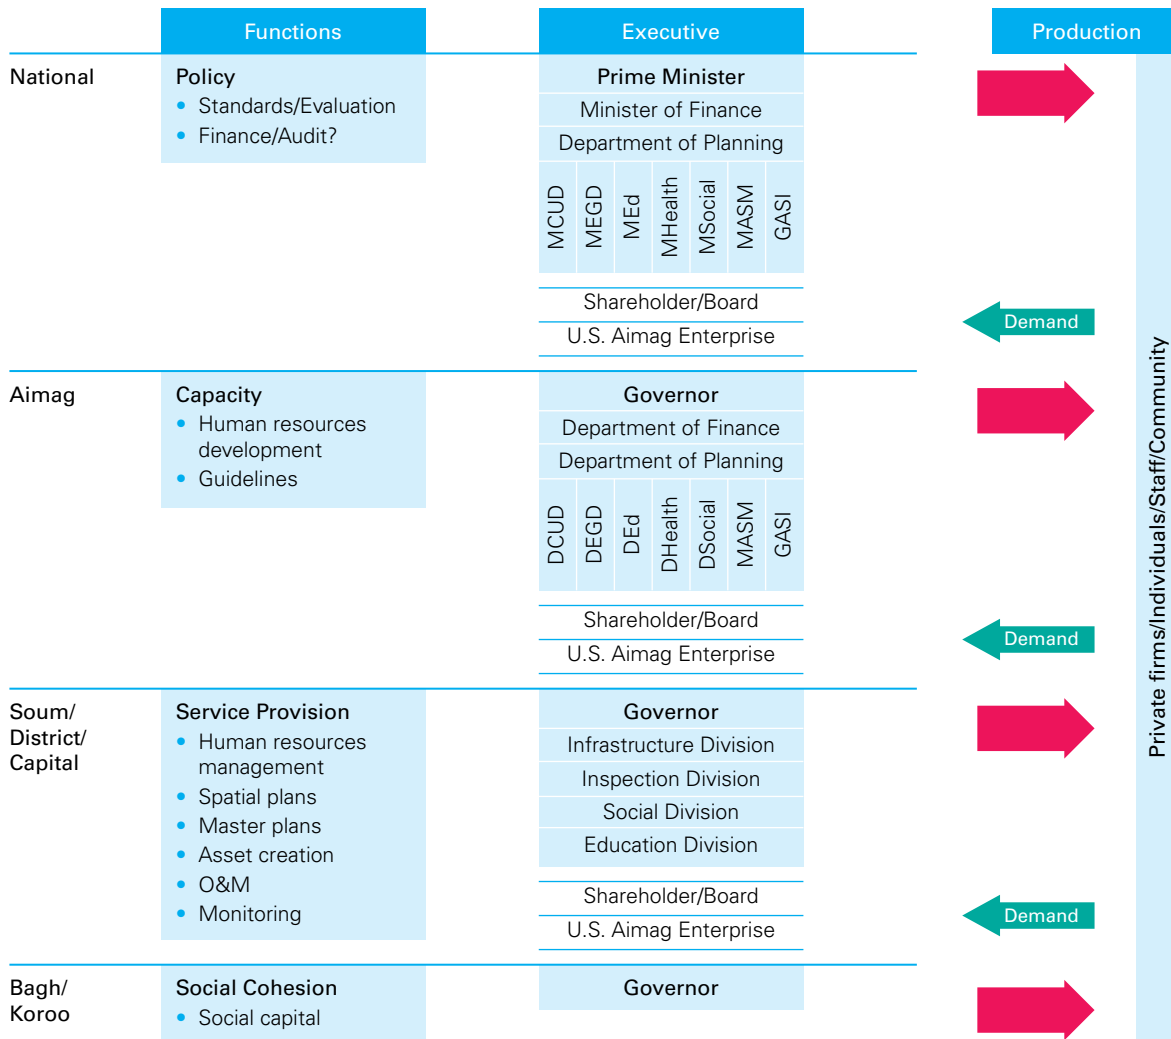 Functions
Executive
Production
National
Policy
• Standards/Evaluation
• Finance/Audit?
Prime Minister
Minister of Finance
Department of Planning
MCUD
MEGD
MEd
MHealth
MSocial
MASM
GASI
Shareholder/Board
U.S. Aimag Enterprise
Demand
Aimag
Capacity
• Human resources
development
• Guidelines
Governor
Department of Finance
Department of Planning
DCUD
DEGD
DEd
DHealth
DSocial
MASM
GASI
Shareholder/Board
U.S. Aimag Enterprise
Demand
Soum/
District/
Capital
Service Provision
• Human resources
management
• Spatial plans
• Master plans
• Asset creation
• O&M
• Monitoring
Governor
Infrastructure Division
Inspection Division
Social Division
Education Division
Shareholder/Board
U.S. Aimag Enterprise
Demand
Bagh/
Koroo
Social Cohesion
• Social capital
Governor
Private firms/Individuals/Staff/Community